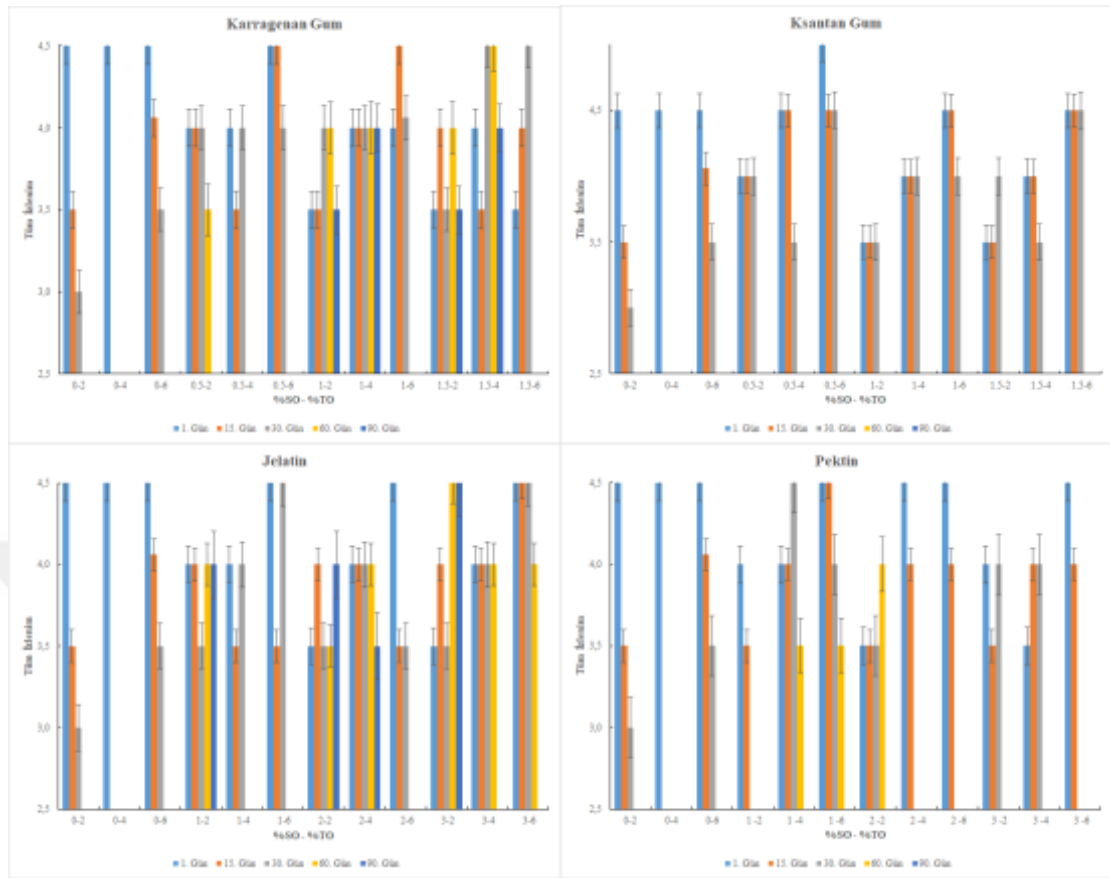 Karragenan Gum
4,5
4,0
3,5
3,0
2,5
Tüm İzlenim
0-2 0-4 0-6 0.5-2 0.5-4 0.5-6 1-2 1-4 1-6 1.5-2 1.5-4 1.5-6
%SO - %TO
1. Gün 15. Gün 30. Gün 60. Gün 90. Gün
Ksantan Gum
4,5
3,5
2,5
Tüm İzlenim
0-2 0-4 0-6 0.5-2 0.5-4 0.5-6 1-2 1-4 1-6 1.5-2 1.5-4 1.5-6
%SO - %TO
1. Gün 15. Gün 30. Gün 60. Gün 90. Gün
Jelatin
4,5
4,0
3,5
3,0
2,5
Tüm İzlenim
0-2 0-4 0-6 1-2 1-4 1-6 2-2 2-4 2-6 3-2 3-4 3-6
%SO - %TO
1. Gün 15. Gün 30. Gün 60. Gün 90. Gün
Pektin
4,5
4,0
3,5
3,0
2,5
Tüm İzlenim
0-2 0-4 0-6 1 -2 1 -4 1 -6 2 -2 2 -4 2 -6 3 -2 3 -4 3 -6
%SO - %TO
1. Gün 15. Gün 30. Gün 60. Gün 90. Gün